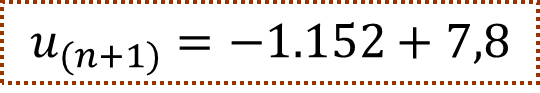 u₍ₙ₊₁₎ = −1.152 + 7,8